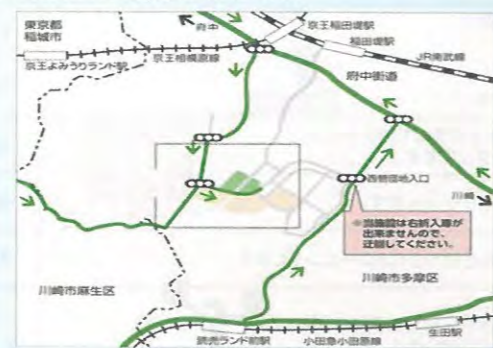 東京都
稲城市
府中
京王稲田堤駅
稲田堤駅
JR南武線
京王よみうりランド駅
京王相模原線
府中街道
西菅団地入口
川崎
※当施設は右折入庫が
出来ませんので、
迂回してください。
川崎市麻生区
川崎市多摩区
読売ランド前駅
小田急小田原線
生田駅